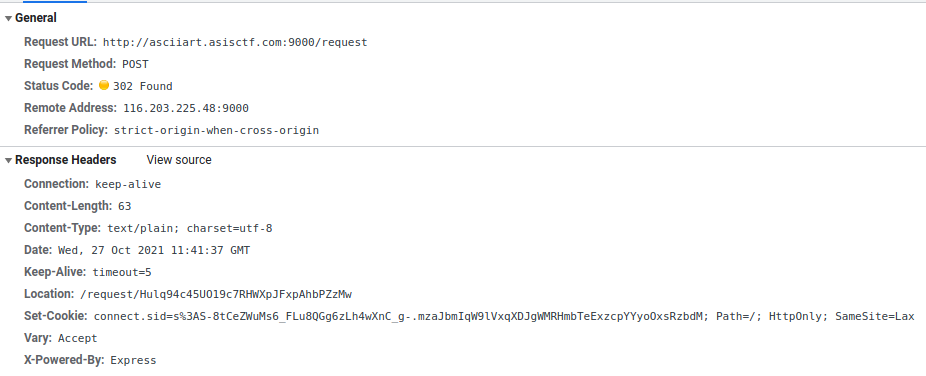 General
Request URL: http://asciiart.asisctf.com:9000/request
Request Method: POST
Status Code: 302 Found
Remote Address: 116.203.225.48:9000
Referrer Policy: strict-origin-when-cross-origin
Response Headers View source
Connection: keep-alive
Content-Length: 63
Content-Type: text/plain; charset=utf-8
Date: Wed, 27 Oct 2021 11:41:37 GMT
Keep-Alive: timeout=5
Location: /request/Hulq94c45UO19c7RHWXpJFxpAhbPZzMw
Set-Cookie: connect.sid=s%3AS-8tCeZWuMs6_FLu8QGg6zLh4wXnC_g-.mzaJbmIqW9lVxqXDJgWMRHmbTeExzcpYYyoOxsRzbdM; Path=/; HttpOnly; SameSite=Lax
Vary: Accept
X-Powered-By: Express